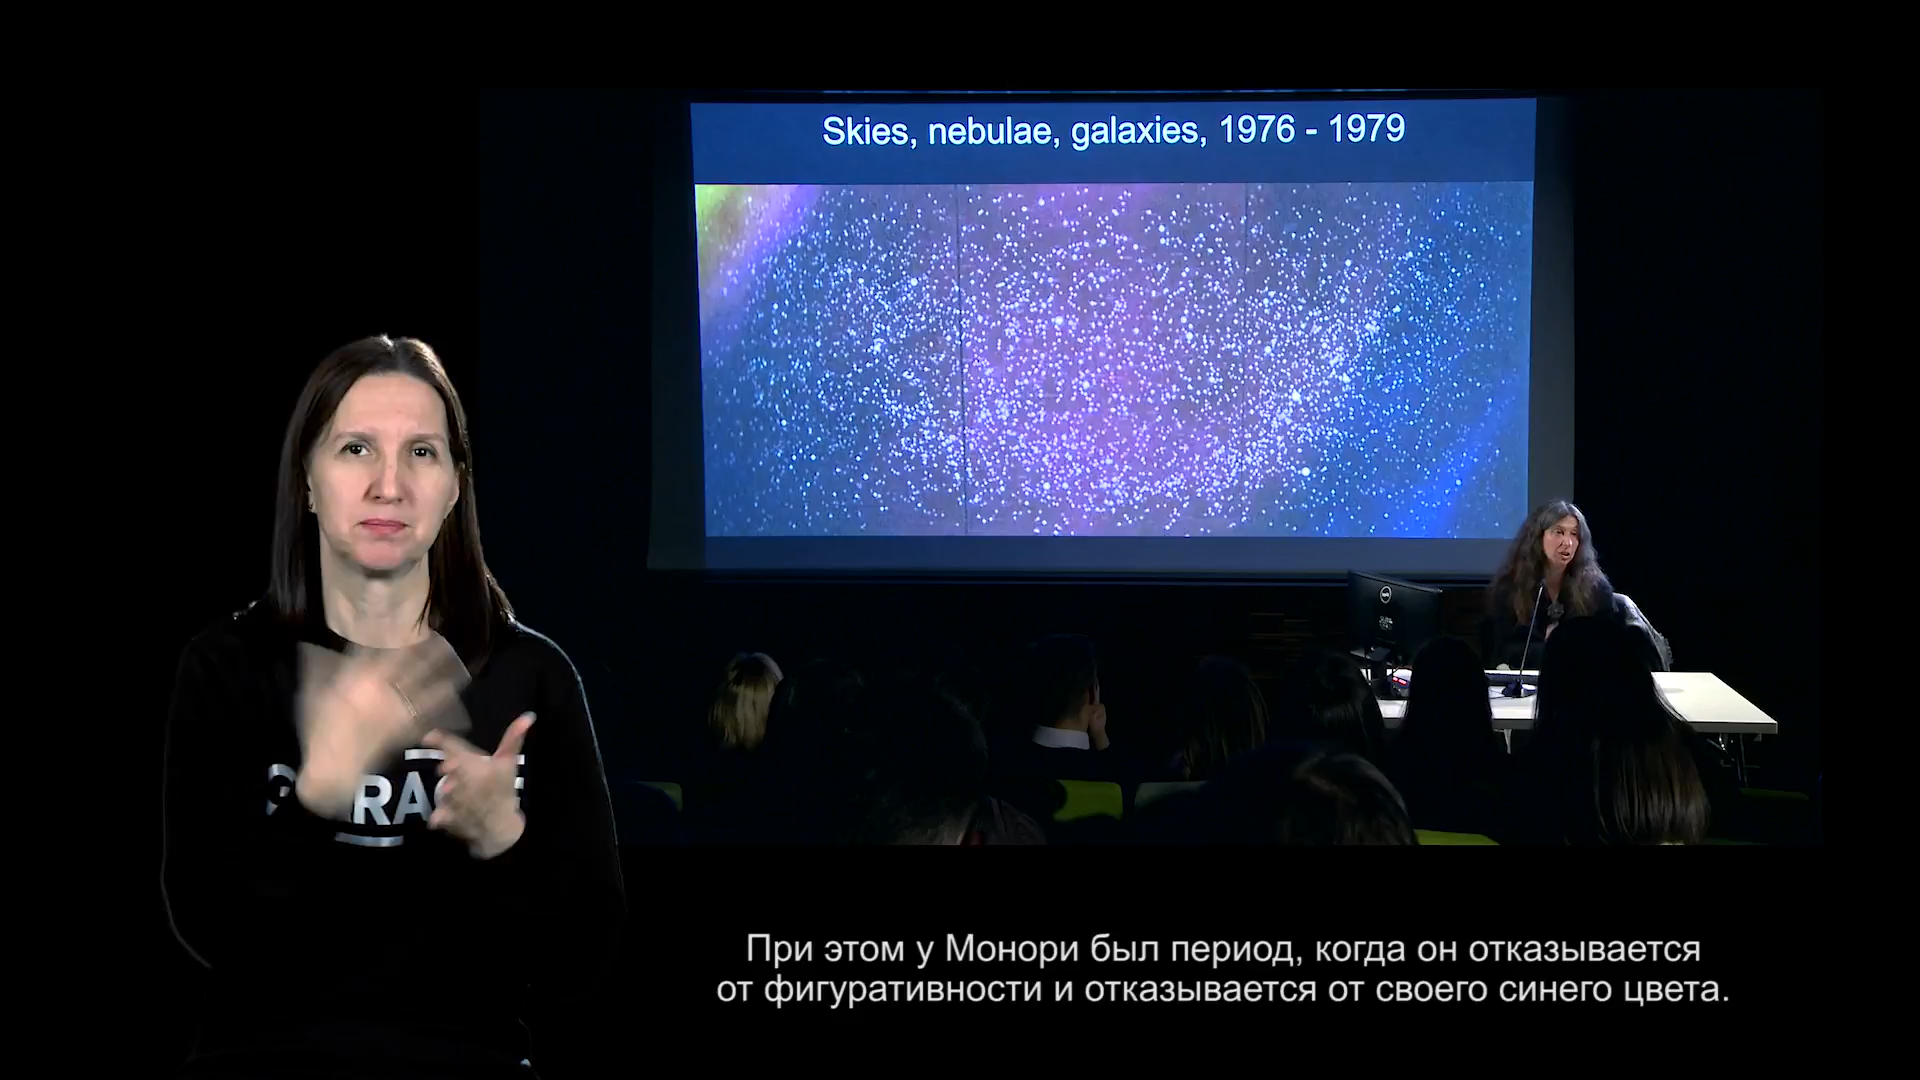 Skies, nebulae, galaxies, 1976 - 1979
При этом у Монори был период, когда он отказывается
от фигуративности и отказывается от своего синего цвета.